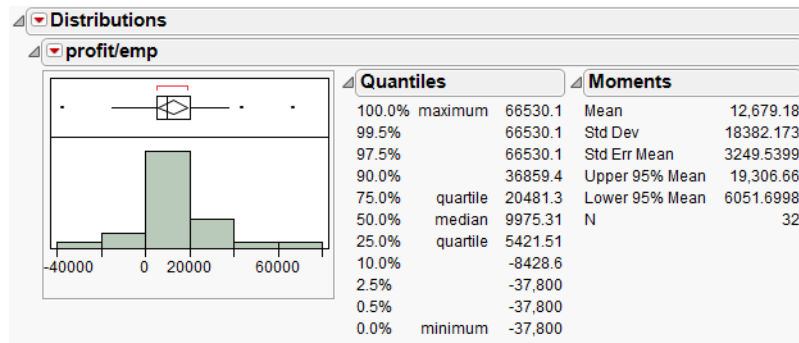 Distributions
profit/emp
-40000 0 20000 60000
Quantiles
100.0% maximum 66530.1
99.5% 66530.1
97.5% 66530.1
90.0% 36859.4
75.0% quartile 20481.3
50.0% median 9975.31
25.0% quartile 5421.51
10.0% -8428.6
2.5% -37,800
0.5% -37,800
0.0% minimum -37,800
Moments
Mean 12,679.18
Std Dev 18382.173
Std Err Mean 3249.5399
Upper 95% Mean 19,306.66
Lower 95% Mean 6051.6998
N 32